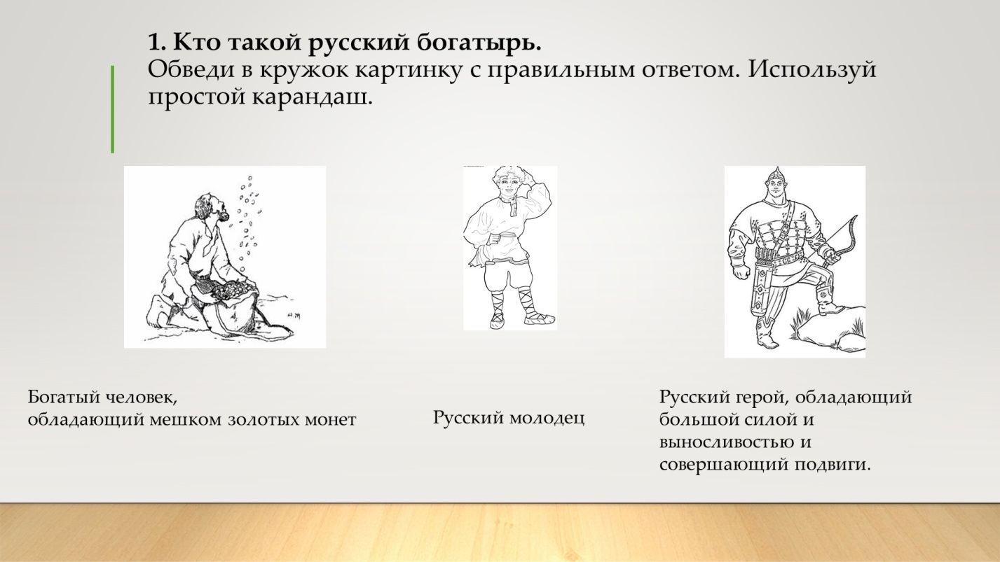 1. Кто такой русский богатырь.
Обведи в кружок картинку с правильным ответом. Используй
простой карандаш.
Богатый человек,
обладающий мешком золотых монет
Русский молодец
Русский герой, обладающий
большой силой и
выносливостью и
совершающий подвиги.